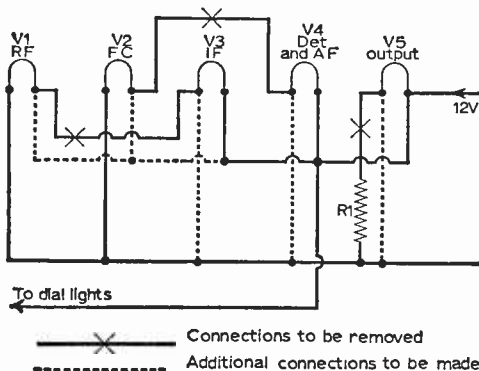 V1
RF
V2
FC
V3
IF
V4
Det
and AF
V5
output
12V
R1
To dial lights
Connections to be removed
Additional connections to be made